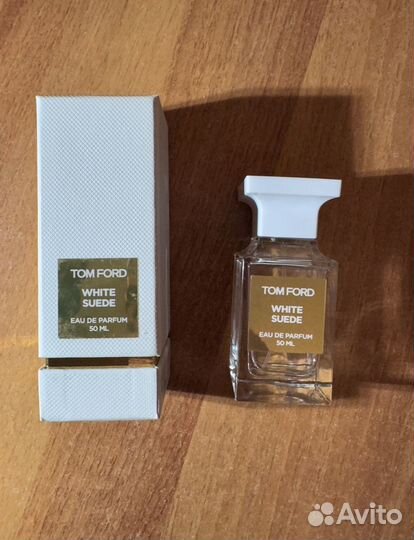 TOM FORD
WHITE
SUEDE
EAU DE PARFUM
50 ML
TOM FORD
WHITE
SUEDE
EAU DE PARFUM
50 ML
Avito